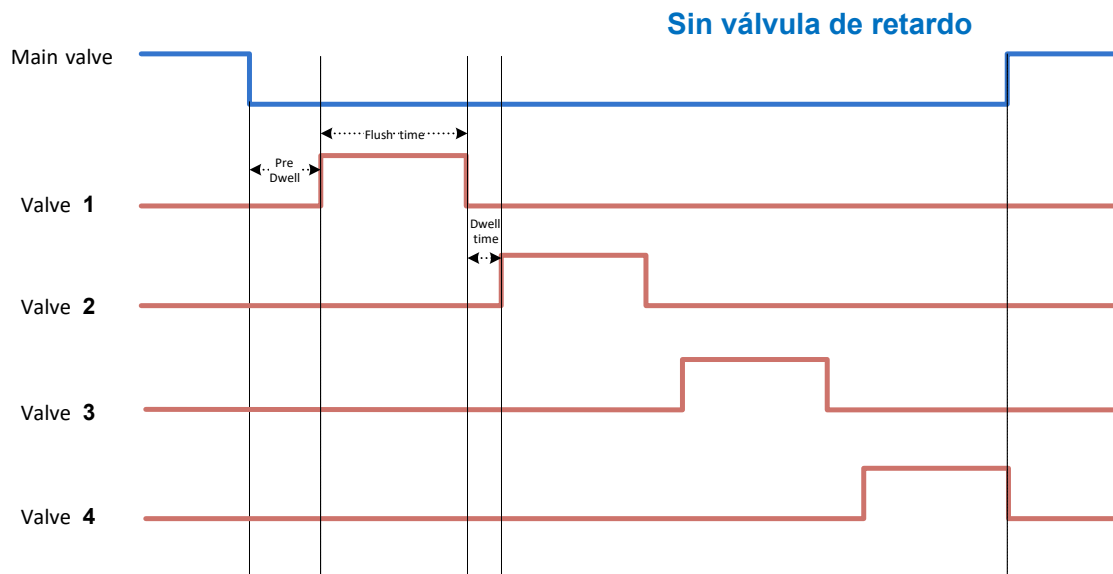 Sin válvula de retardo
Main valve
Flush time
Pre
Dwell
Valve 1
Dwell
time
Valve 2
Valve 3
Valve 4